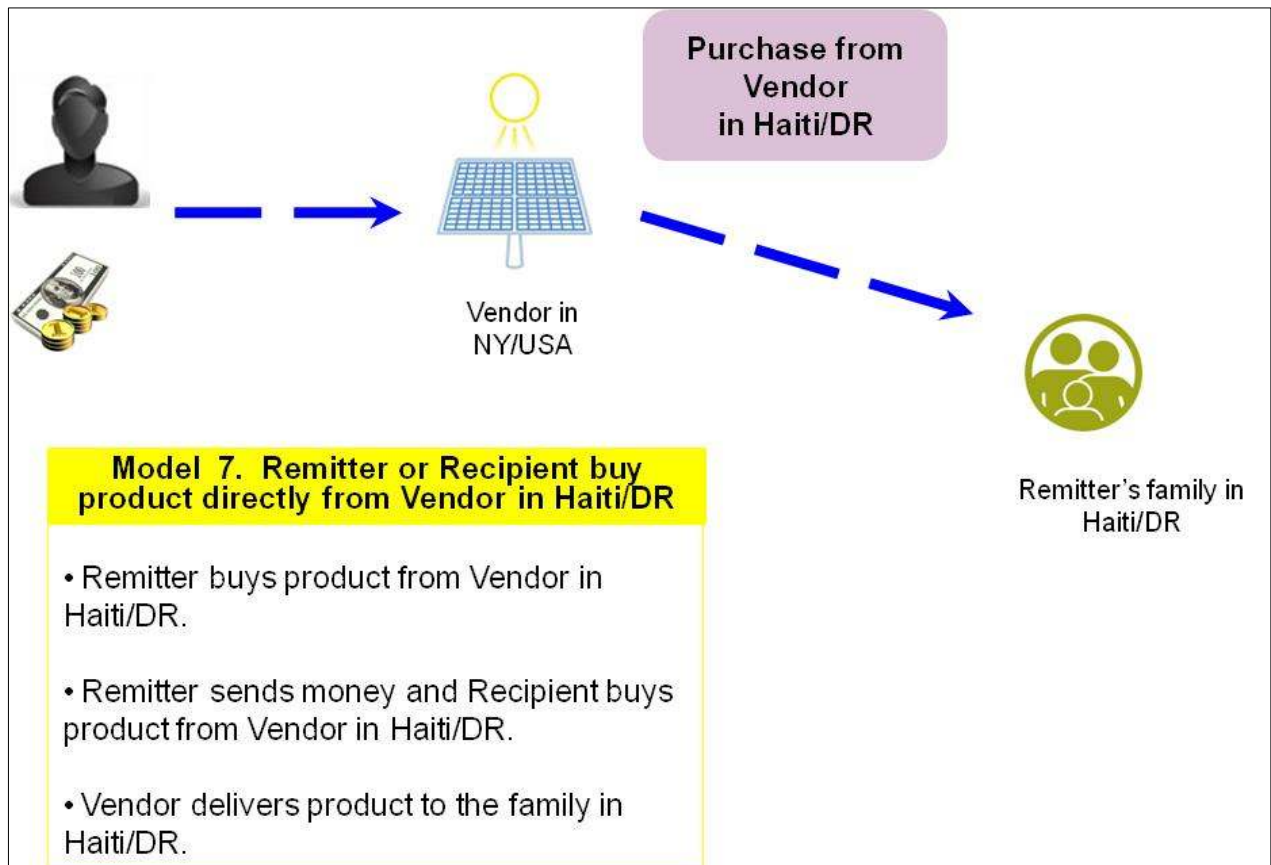 Purchase from
Vendor
in Haiti/DR
Vendor in
NY/USA
Remitter’s family in
Haiti/DR
Model 7. Remitter or Recipient buy
product directly from Vendor in Haiti/DR
• Remitter buys product from Vendor in
Haiti/DR.
• Remitter sends money and Recipient buys
product from Vendor in Haiti/DR.
• Vendor delivers product to the family in
Haiti/DR.